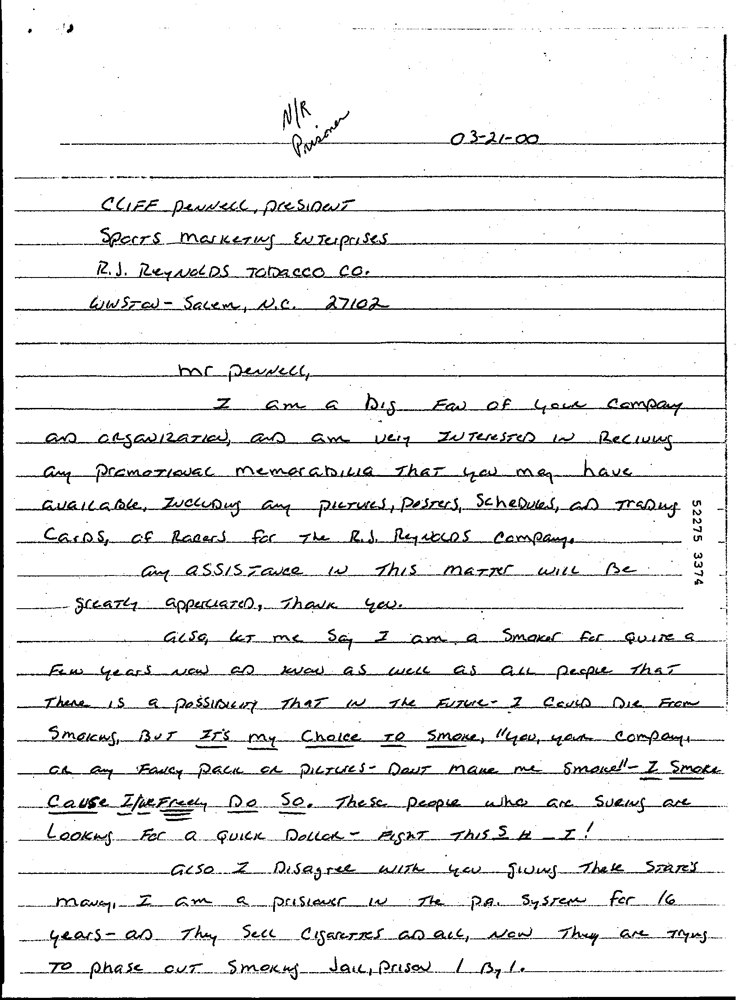 N/R
Prisoner
03-21-00
CLIFF Pennell, President
Sports Marketing Enterprises
R.J. Reynolds Tobacco Co.
Winston-Salem, N.C. 27102
Mr Pennell,
I am a big Fan of your Company
and organization, and am very Interested in Reciving
any promotional memorabilia That you may have
available, Including any pictures, posters, Schedules, and Trading
Cards, of Racers for The R.J. Reynolds Company.
any assistance in This matter will Be
greatly apperciated, Thank you.
also, let me Say I am a Smoker for Quite a
Few years now and know as well as all people That
There is a possibility That in The Future- I Could Die From
Smoking, But It's my Choice To Smoke, "you, your company,
or any Fancy pack or pictures- Don't make me Smoke"- I Smoke
Cause I Freely Do So. These people who are Sueing are
Looking For a Quick Dollar- Fight This S H _ I !
also I Disagree with you giving These State's
money, I am a prisioner in The p.a. System for 16
years- and They Sell Cigarettes and all, now They are Trying
To phase out Smoking Jail, prison 1 By 1.
52275 3374